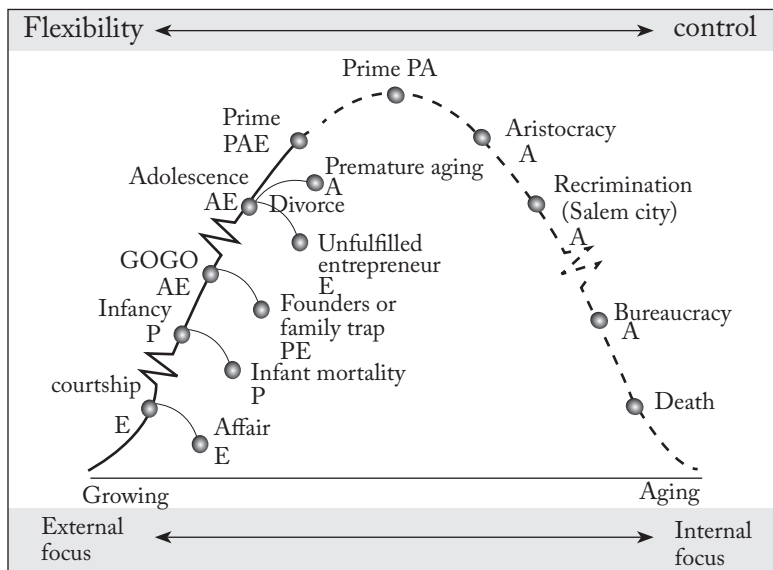 Flexibility
control
Prime PA
Prime
PAE
Aristocracy
A
Adolescence
AE
Premature aging
A
Divorce
Recrimination
(Salem city)
A
Unfulfilled
entrepreneur
E
GOGO
AE
Founders or
family trap
PE
Infancy
P
Bureaucracy
A
Infant mortality
P
courtship
E
Affair
E
Death
Growing
Aging
External
focus
Internal
focus